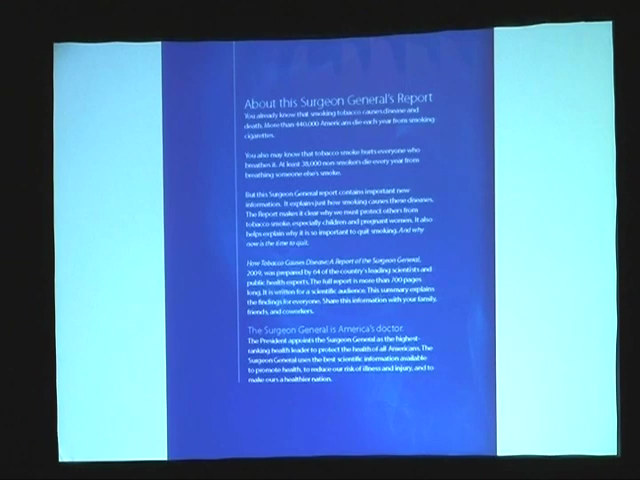 About this Surgeon General's Report
You already know that smoking tobacco causes disease and
death. More than 440,000 Americans die each year from smoking
cigarettes.
You also may know that tobacco smoke hurts everyone who
breathes it. At least 38,000 non-smokers die every year from
breathing someone else's smoke.
But this Surgeon General report contains important new
information. It explains just how smoking causes these diseases.
The Report makes it clear why we must protect others from
tobacco smoke, especially children and pregnant women. It also
helps explain why it is so important to quit smoking. And why
now is the time to quit.
How Tobacco Causes Disease: A Report of the Surgeon General,
2009, was prepared by 64 of the country's leading scientists and
public health experts. The full report is more than 700 pages
long. It is written for a scientific audience. This summary explains
the findings for everyone. Share this information with your family,
friends, and coworkers.
The Surgeon General is America's doctor.
The President appoints the Surgeon General as the highest-
ranking health leader to protect the health of all Americans. The
Surgeon General uses the best scientific information available
to promote health, to reduce our risk of illness and injury, and to
make ours a healthier nation.